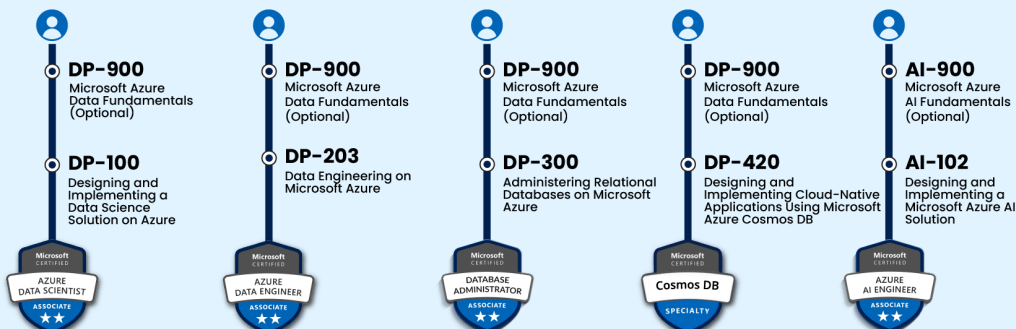 DP-900
Microsoft Azure
Data Fundamentals
(Optional)
DP-100
Designing and
Implementing a
Data Science
Solution on Azure
Microsoft
CERTIFIED
AZURE
DATA SCIENTIST
ASSOCIATE
DP-900
Microsoft Azure
Data Fundamentals
(Optional)
DP-203
Data Engineering on
Microsoft Azure
Microsoft
CERTIFIED
AZURE
DATA ENGINEER
ASSOCIATE
DP-900
Microsoft Azure
Data Fundamentals
(Optional)
DP-300
Administering Relational
Databases on Microsoft
Azure
Microsoft
CERTIFIED
DATABASE
ADMINISTRATOR
ASSOCIATE
DP-900
Microsoft Azure
Data Fundamentals
(Optional)
DP-420
Designing and
Implementing Cloud-Native
Applications Using Microsoft
Azure Cosmos DB
Microsoft
CERTIFIED
Cosmos DB
SPECIALTY
AI-900
Microsoft Azure
AI Fundamentals
(Optional)
AI-102
Designing and
Implementing a
Microsoft Azure AI
Solution
Microsoft
CERTIFIED
AZURE
AI ENGINEER
ASSOCIATE